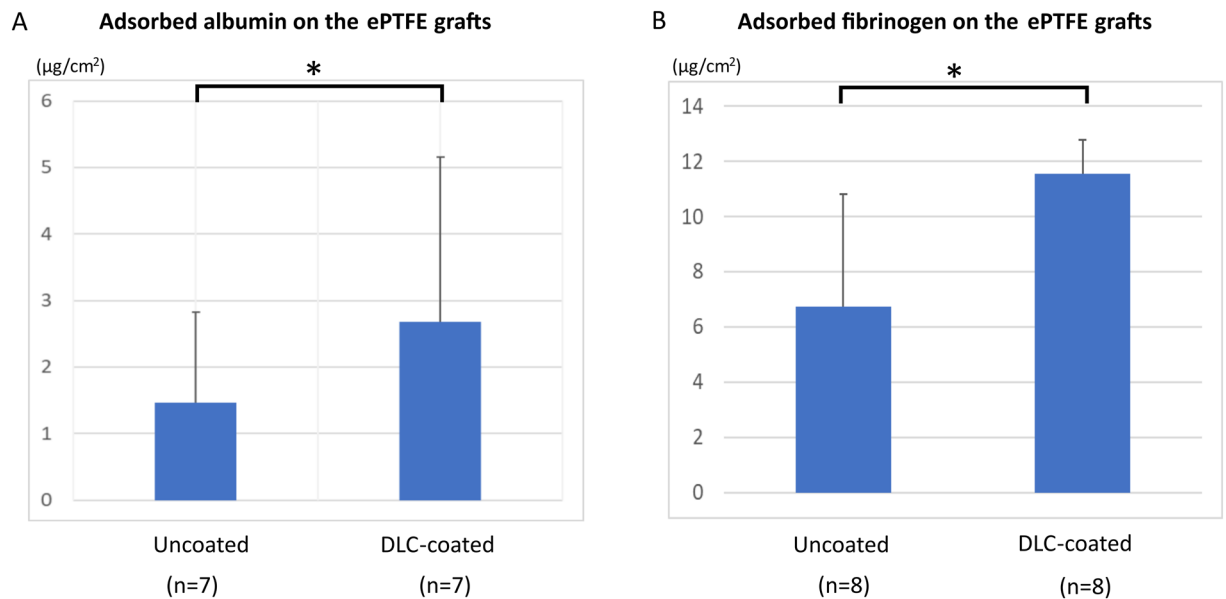 A
Adsorbed albumin on the ePTFE grafts
(µg/cm²)
*
6
5
4
3
2
1
0
Uncoated
DLC-coated
(n=7)
(n=7)
B
Adsorbed fibrinogen on the ePTFE grafts
(µg/cm²)
*
14
12
10
8
6
4
2
0
Uncoated
DLC-coated
(n=8)
(n=8)